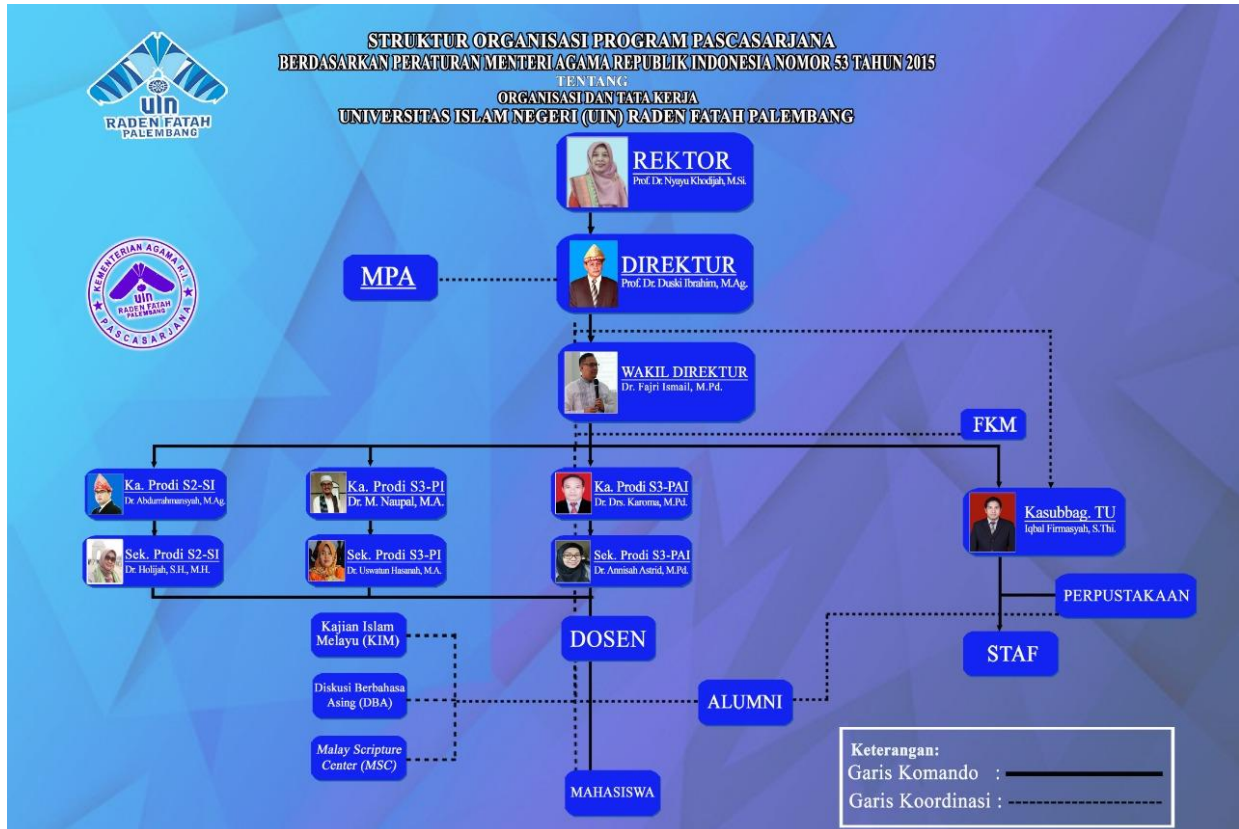 STRUKTUR ORGANISASI PROGRAM PASCASARJANA
BERDASARKAN PERATURAN MENTERI AGAMA REPUBLIK INDONESIA NOMOR 53 TAHUN 2015
TENTANG
ORGANISASI DAN TATA KERJA
UNIVERSITAS ISLAM NEGERI (UIN) RADEN FATAH PALEMBANG
uin
RADEN FATAH
PALEMBANG
REKTOR
Prof. Dr. Nyayu Khodijah, M.Si.
KEMENTERIAN AGAMA R.I.
uin
RADEN FATAH
PALEMBANG
PASCASARJANA
MPA
DIREKTUR
Prof. Dr. Duski Ibrahim, M.Ag.
WAKIL DIREKTUR
Dr. Fajri Ismail, M.Pd.
FKM
Ka. Prodi S2-SI
Dr. Abdurrahmansyah, M.Ag.
Ka. Prodi S3-PI
Dr. M. Naupal, M.A.
Ka. Prodi S3-PAI
Dr. Drs. Karoma, M.Pd.
Kasubbag. TU
Iqbal Firmasyah, S.Thi.
Sek. Prodi S2-SI
Dr. Holijah, S.H., M.H.
Sek. Prodi S3-PI
Dr. Uswatun Hasanah, M.A.
Sek. Prodi S3-PAI
Dr. Annisah Astrid, M.Pd.
PERPUSTAKAAN
Kajian Islam
Melayu (KIM)
DOSEN
STAF
Diskusi Berbahasa
Asing (DBA)
ALUMNI
Malay Scripture
Center (MSC)
MAHASISWA
Keterangan:
Garis Komando :
Garis Koordinasi :